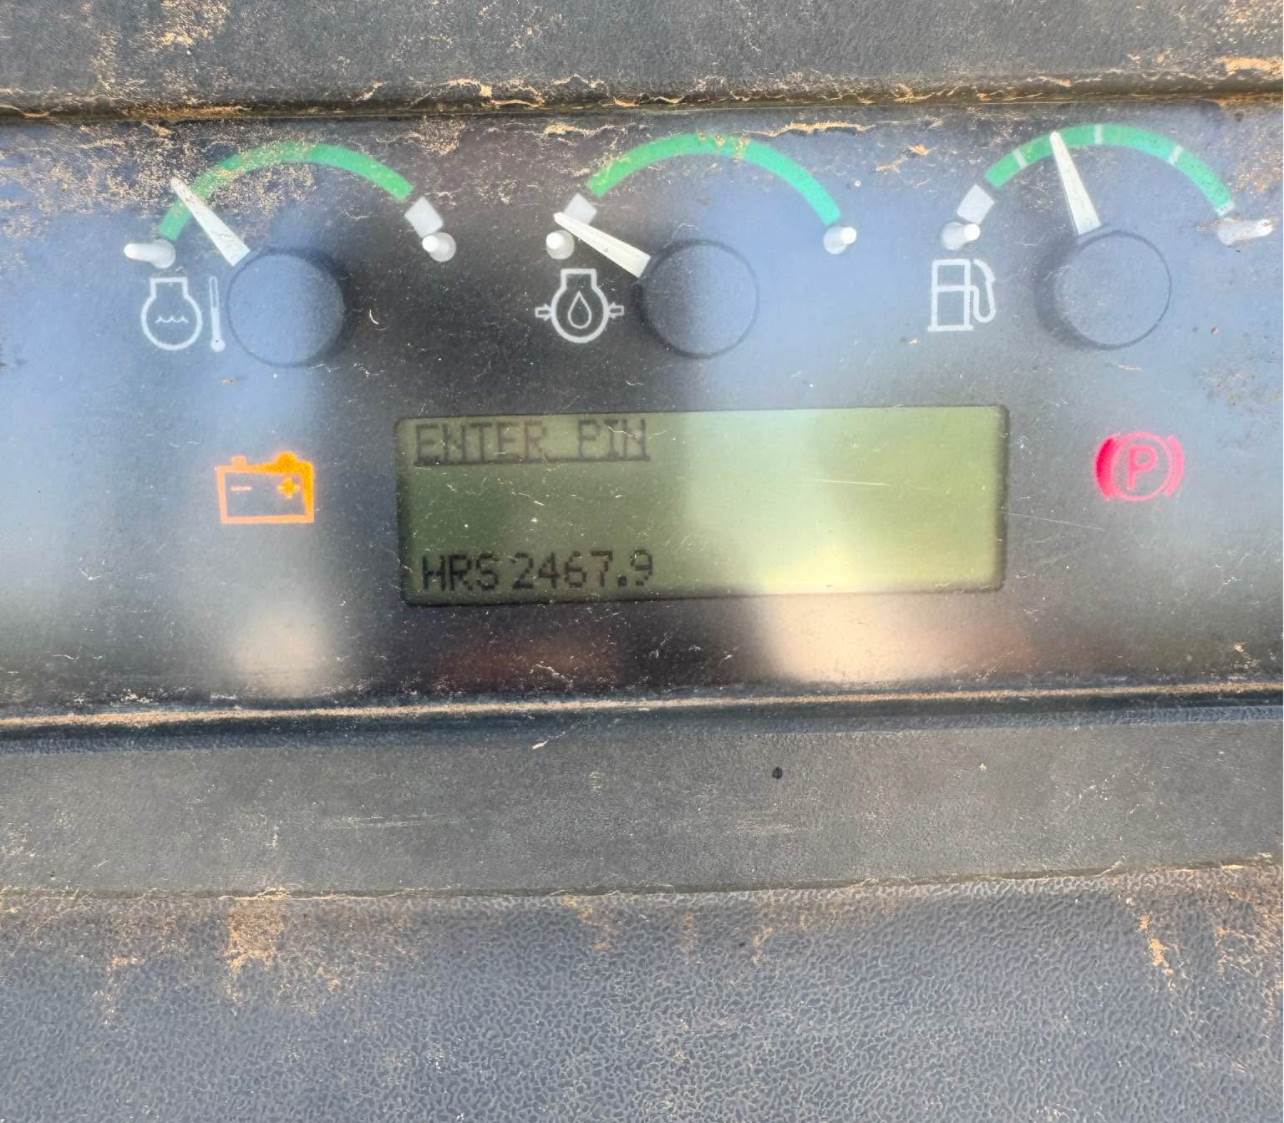 ENTER PIN
HRS 2467.9
P